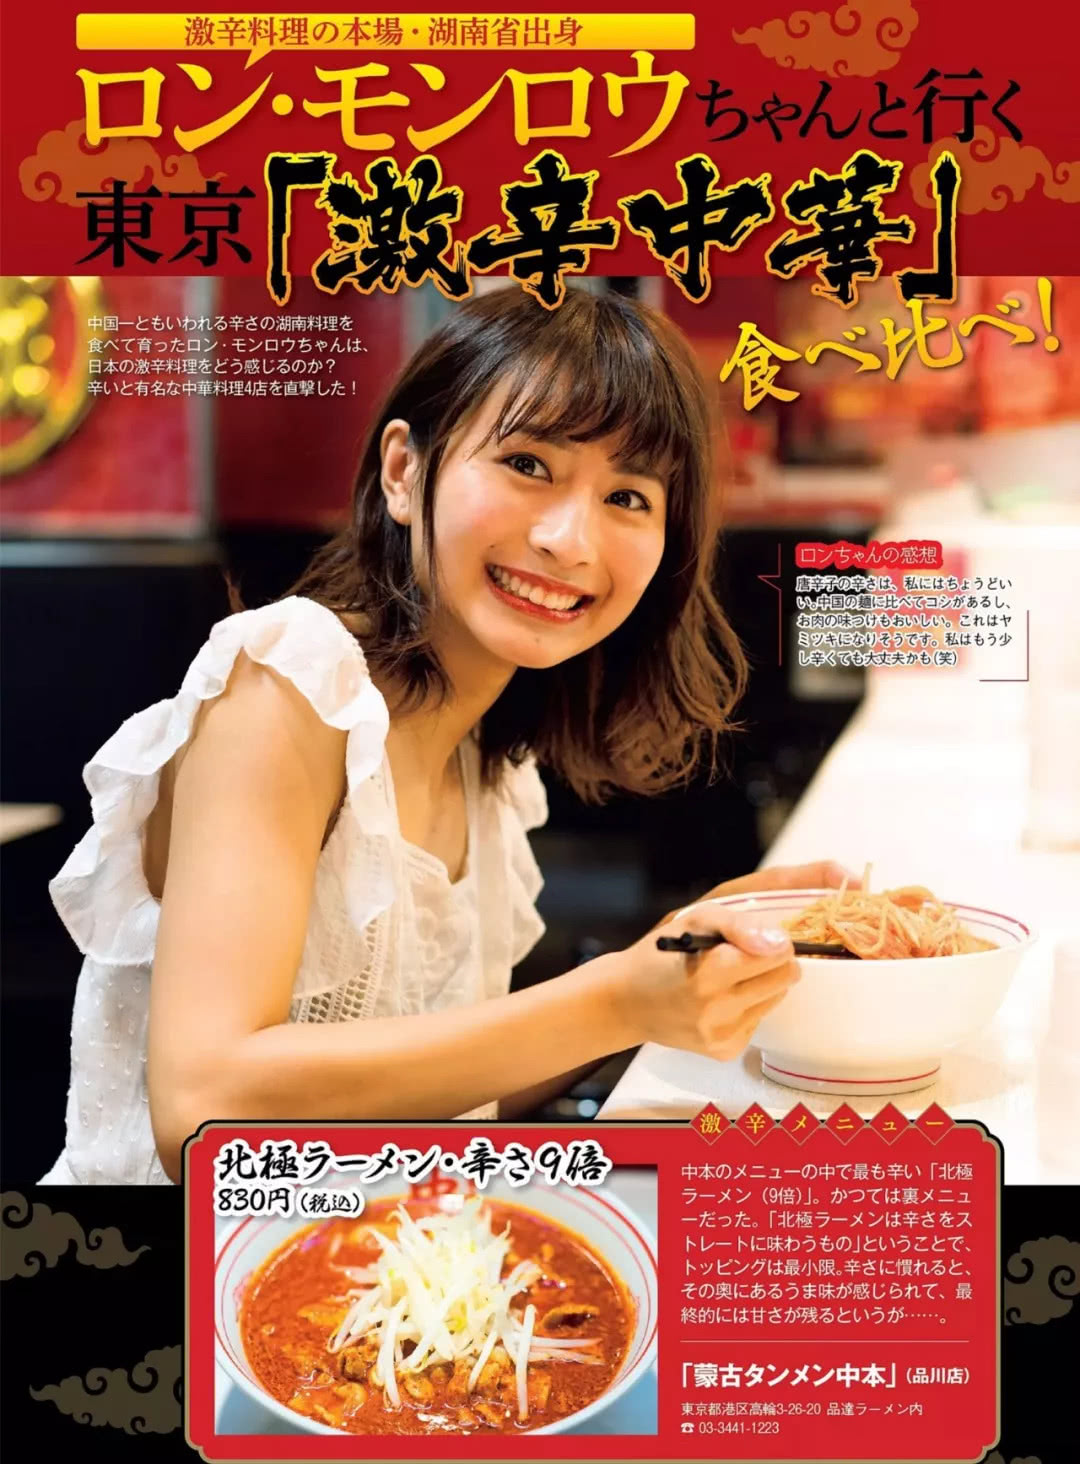 激辛料理の本場・湖南省出身
ロン・モンロウちゃんと行く
東京「激辛中華」
食べ比べ!
中国一ともいわれる辛さの湖南料理を
食べて育ったロン・モンロウちゃんは、
日本の激辛料理をどう感じるのか?
辛いと有名な中華料理4店を直撃した!
ロンちゃんの感想
唐辛子の辛さは、私にはちょうどい
い。中国の麺に比べてコシがあるし、
お肉の味つけもおいしい。これはヤ
ミツキになりそうです。私はもう少
し辛くても大丈夫かも(笑)
激辛メニュー
北極ラーメン・辛さ9倍
830円(税込)
中本のメニューの中で最も辛い「北極
ラーメン(9倍)」。かつては裏メニュ
ーだった。「北極ラーメンは辛さをス
トレートに味わうもの」ということで、
トッピングは最小限。辛さに慣れると、
その奥にあるうま味が感じられて、最
終的には甘さが残るというが……。
「蒙古タンメン中本」(品川店)
東京都港区高輪3-26-20 品達ラーメン内
☎ 03-3441-1223